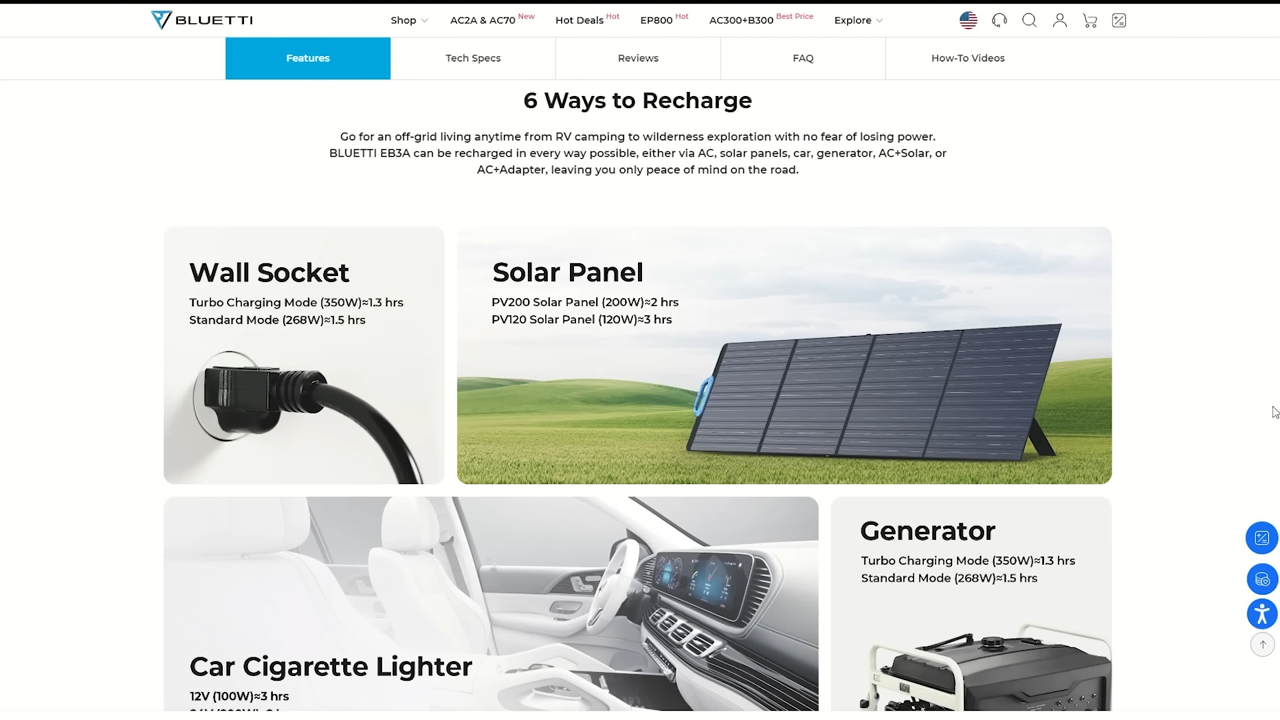 BLUETTI
Shop
AC2A & AC70 New
Hot Deals Hot
EP800 Hot
AC300+B300 Best Price
Explore
Features
Tech Specs
Reviews
FAQ
How-To Videos
6 Ways to Recharge
Go for an off-grid living anytime from RV camping to wilderness exploration with no fear of losing power.
BLUETTI EB3A can be recharged in every way possible, either via AC, solar panels, car, generator, AC+Solar, or
AC+Adapter, leaving you only peace of mind on the road.
Wall Socket
Turbo Charging Mode (350W)≈1.3 hrs
Standard Mode (268W)≈1.5 hrs
Solar Panel
PV200 Solar Panel (200W)≈2 hrs
PV120 Solar Panel (120W)≈3 hrs
Car Cigarette Lighter
12V (100W)≈3 hrs
Generator
Turbo Charging Mode (350W)≈1.3 hrs
Standard Mode (268W)≈1.5 hrs